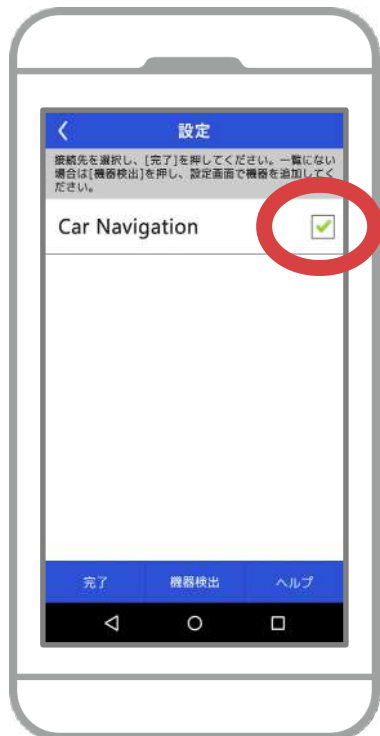 設定
接続先を選択し、[完了]を押してください。一覧にない
場合は[機器検出]を押し、設定画面で機器を追加してく
ださい。
Car Navigation
完了 機器検出 ヘルプ